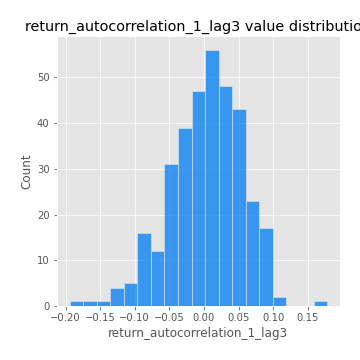 return_autocorrelation_1_lag3 value distributio
50
40
30
20
10
0
Count
−0.20 −0.15 −0.10 −0.05 0.00 0.05 0.10 0.15
return_autocorrelation_1_lag3